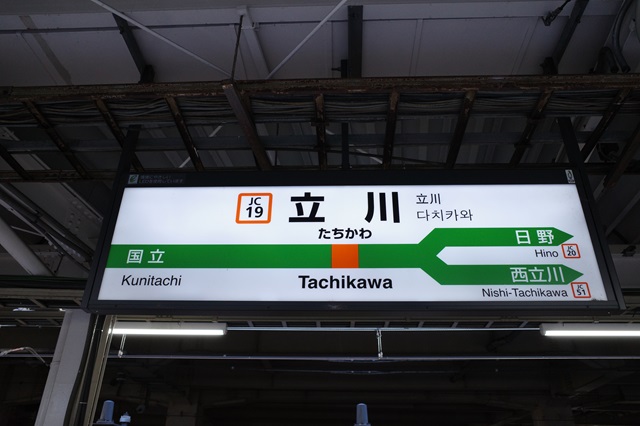 JC
19
立川
たちかわ
Tachikawa
立川
다치카와
国立
Kunitachi
日野
Hino
JC
20
西立川
Nishi-Tachikawa
JC
51